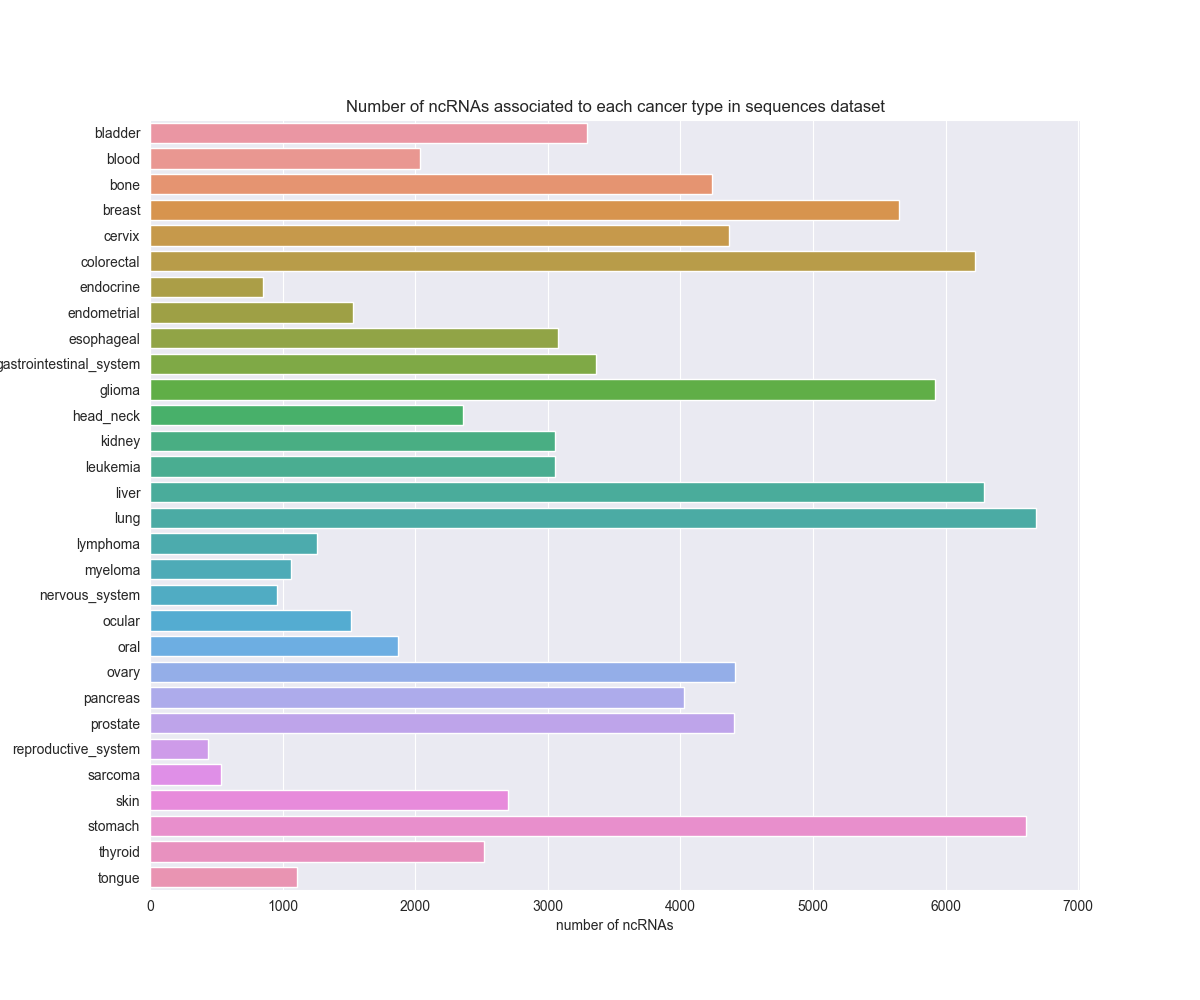 Number of ncRNAs associated to each cancer type in sequences dataset
bladder
blood
bone
breast
cervix
colorectal
endocrine
endometrial
esophageal
gastrointestinal_system
glioma
head_neck
kidney
leukemia
liver
lung
lymphoma
myeloma
nervous_system
ocular
oral
ovary
pancreas
prostate
reproductive_system
sarcoma
skin
stomach
thyroid
tongue
0 1000 2000 3000 4000 5000 6000 7000
number of ncRNAs